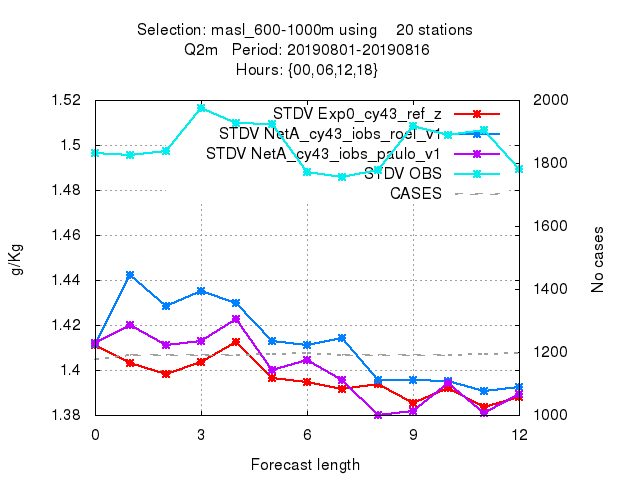 Selection: masl_600-1000m using    20 stations
Q2m   Period: 20190801-20190816
Hours: {00,06,12,18}
1.52
1.5
1.48
1.46
1.44
1.42
1.4
1.38
g/Kg
STDV Exp0_cy43_ref_z
STDV NetA_cy43_iobs_roel_v1
STDV NetA_cy43_iobs_paulo_v1
STDV OBS
CASES
2000
1800
1600
1400
1200
1000
No cases
0 3 6 9 12
Forecast length